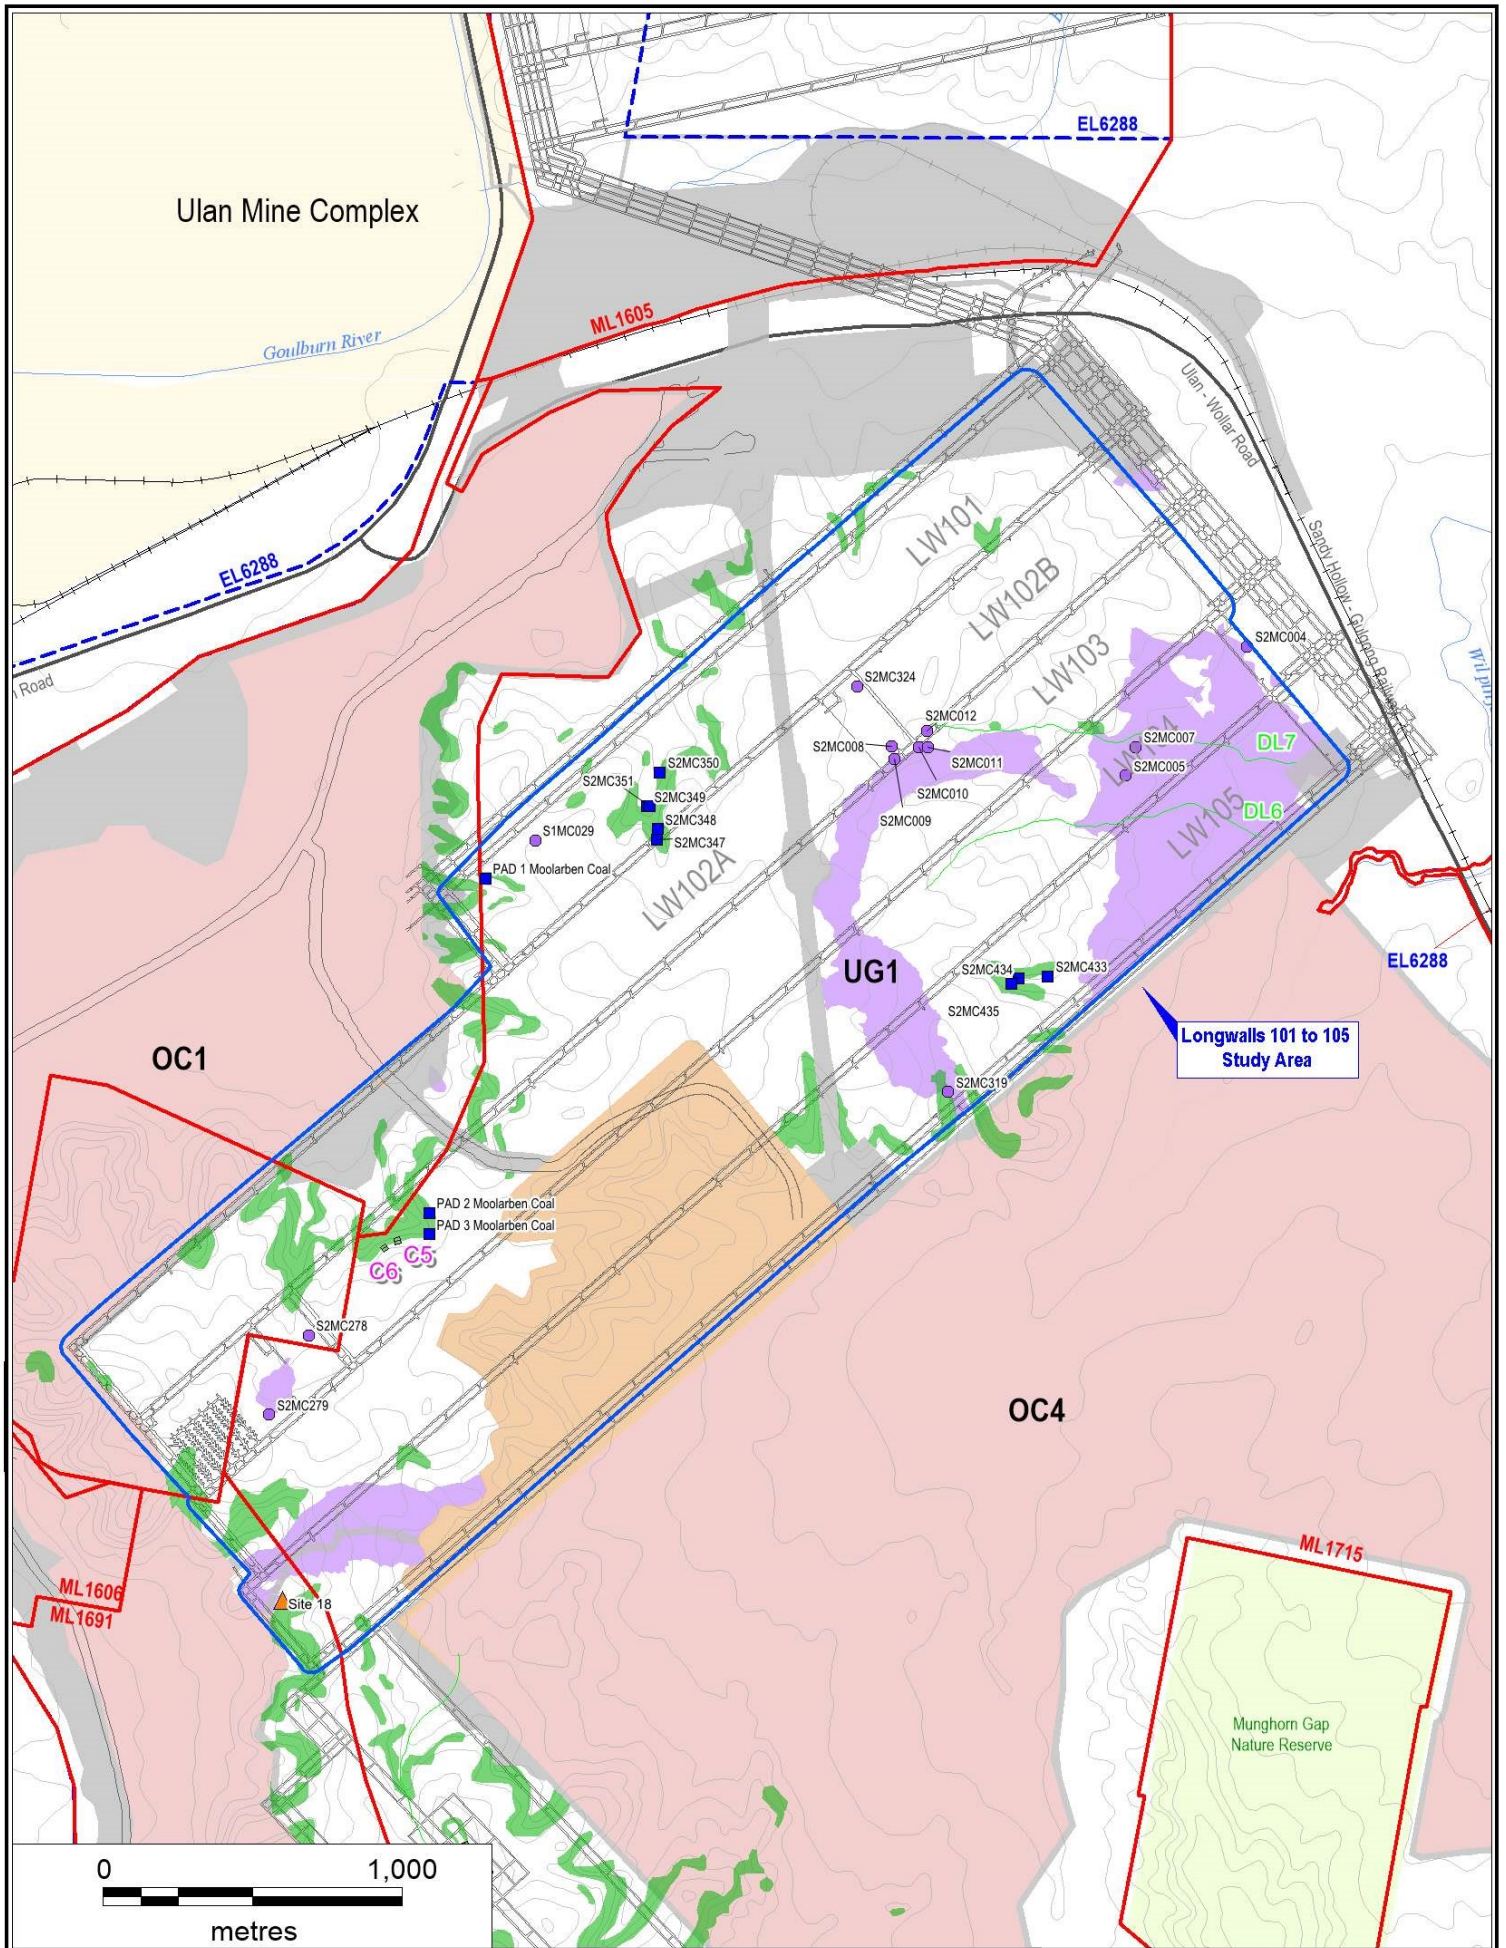 EL6288
Ulan Mine Complex
ML1605
Goulburn River
Ulan - Wollar Road
LW101
EL6288
LW102B
Sandy Hollow - Gulgong Railway
S2MC004
LW103
Road
S2MC324
S2MC012
S2MC008
S2MC007
DL7
LW104
S2MC350
S2MC011
S2MC351
S2MC005
S2MC349
S2MC010
S2MC348
S2MC009
DL6
S1MC029
S2MC347
LW105
PAD 1 Moolarben Coal
LW102A
EL6288
UG1
S2MC434
S2MC433
S2MC435
Longwalls 101 to 105
Study Area
OC1
S2MC319
PAD 2 Moolarben Coal
PAD 3 Moolarben Coal
C5
C6
S2MC278
S2MC279
OC4
ML1715
ML1606
ML1691
Site 18
Munghorn Gap
Nature Reserve
0 1,000
metres